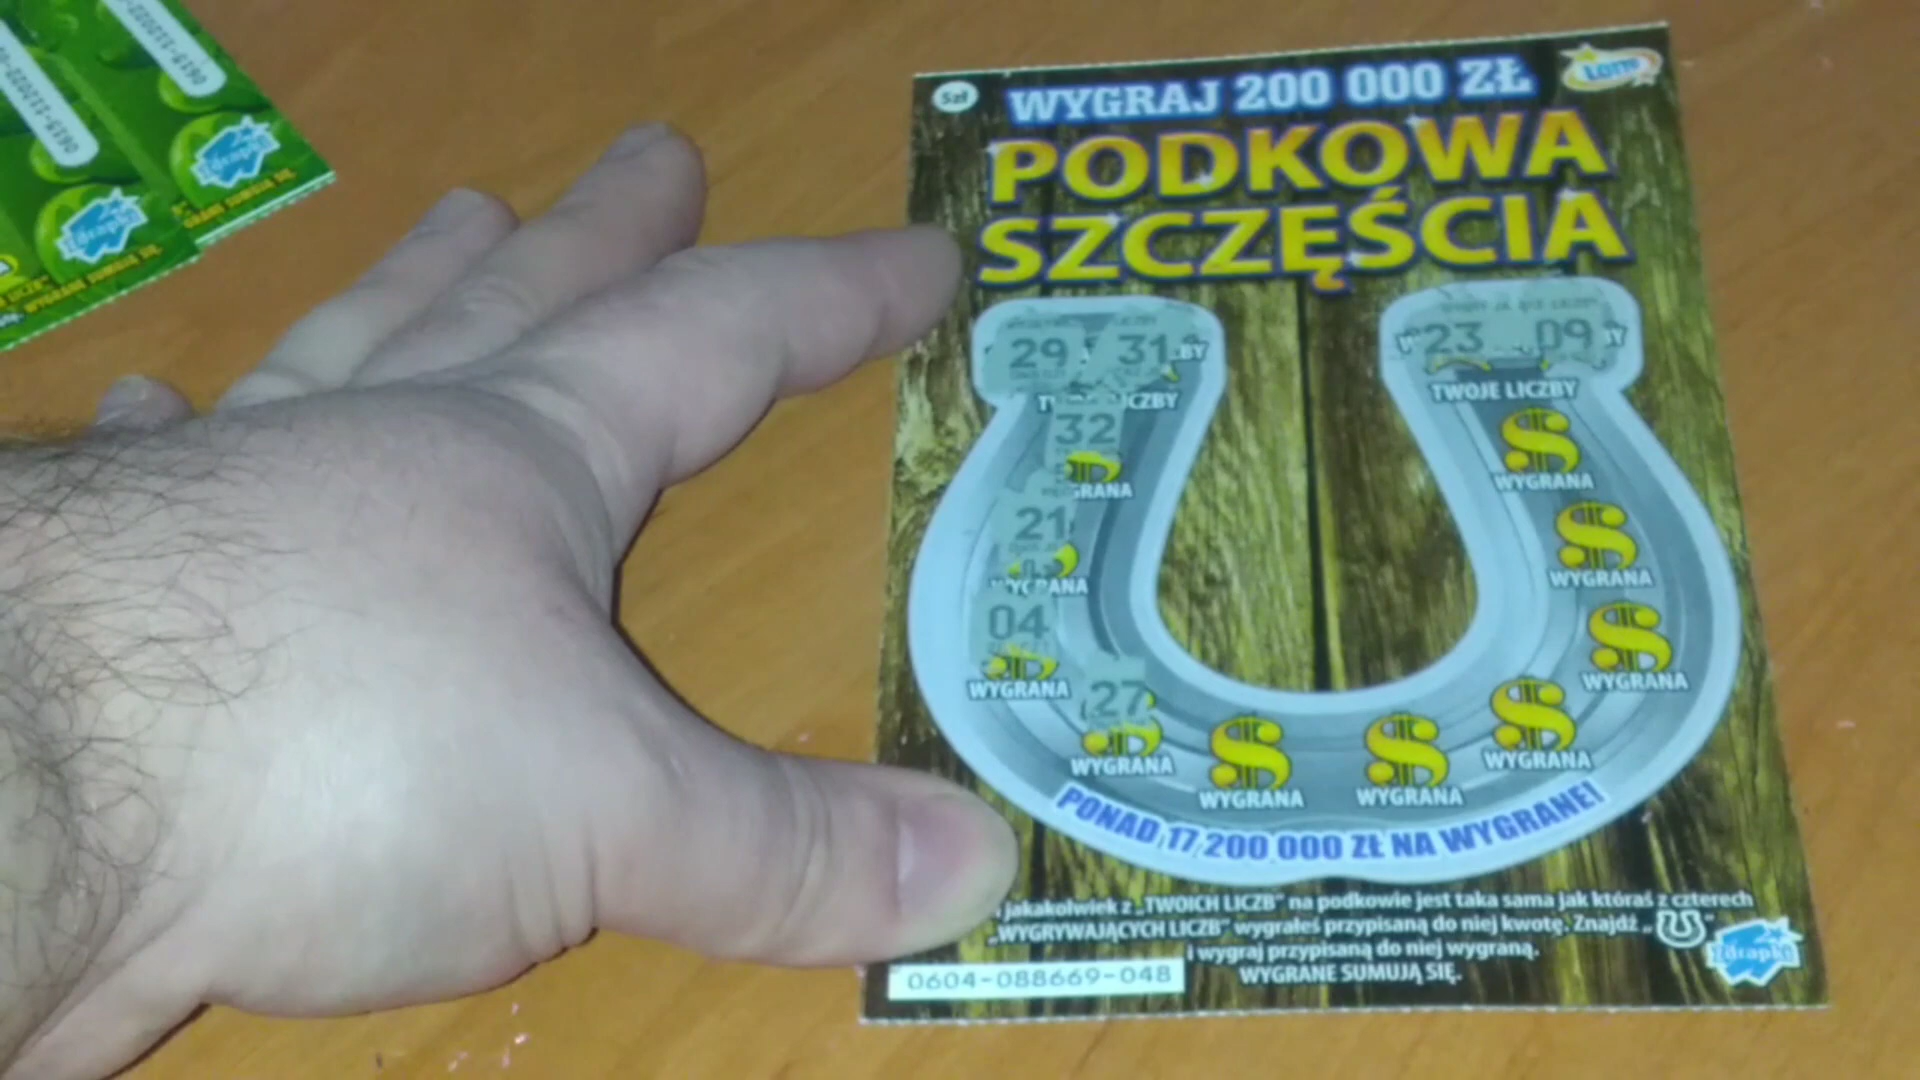 5zł
WYGRAJ 200 000 ZŁ
Lotto
PODKOWA
SZCZĘŚCIA
29 31
23 09
TWOJE LICZBY
32
21
04
27
WYGRANA
WYGRANA
WYGRANA
WYGRANA
WYGRANA
WYGRANA
WYGRANA
WYGRANA
WYGRANA
PONAD 17 200 000 ZŁ NA WYGRANE!
jakakolwiek z „TWOICH LICZB" na podkowie jest taka sama jak któraś z czterech
„WYGRYWAJĄCYCH LICZB" wygrałeś przypisaną do niej kwotę. Znajdź „ "
i wygraj przypisaną do niej wygraną.
WYGRANE SUMUJĄ SIĘ.
0604-088669-048
Zdrapki